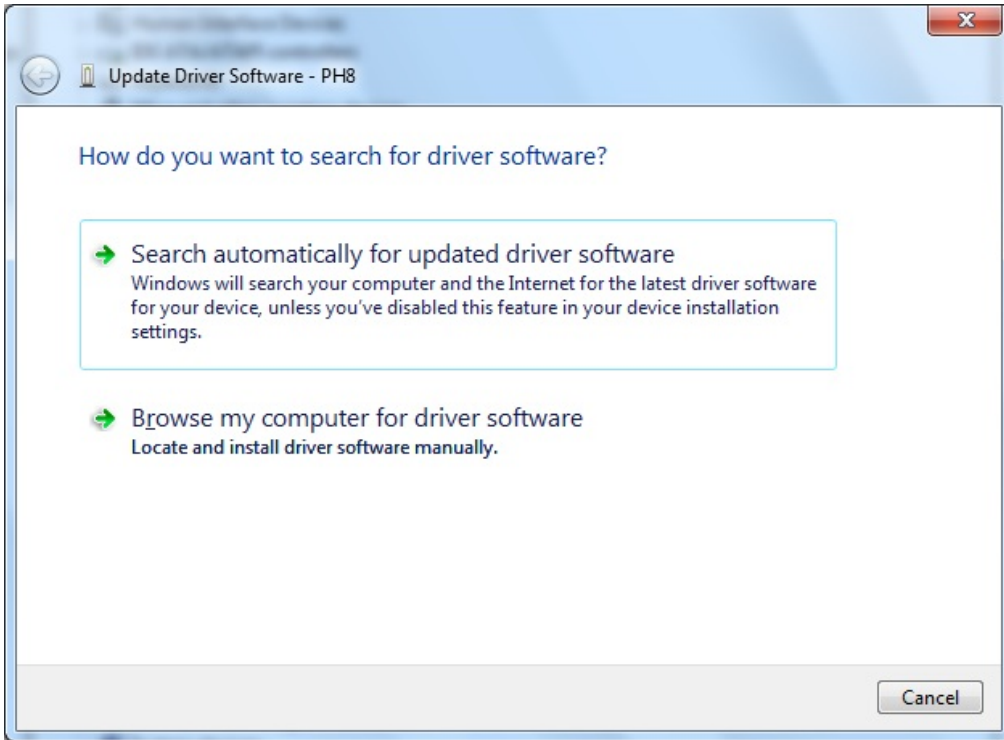 Update Driver Software - PH8
How do you want to search for driver software?
Search automatically for updated driver software
Windows will search your computer and the Internet for the latest driver software
for your device, unless you've disabled this feature in your device installation
settings.
Browse my computer for driver software
Locate and install driver software manually.
Cancel